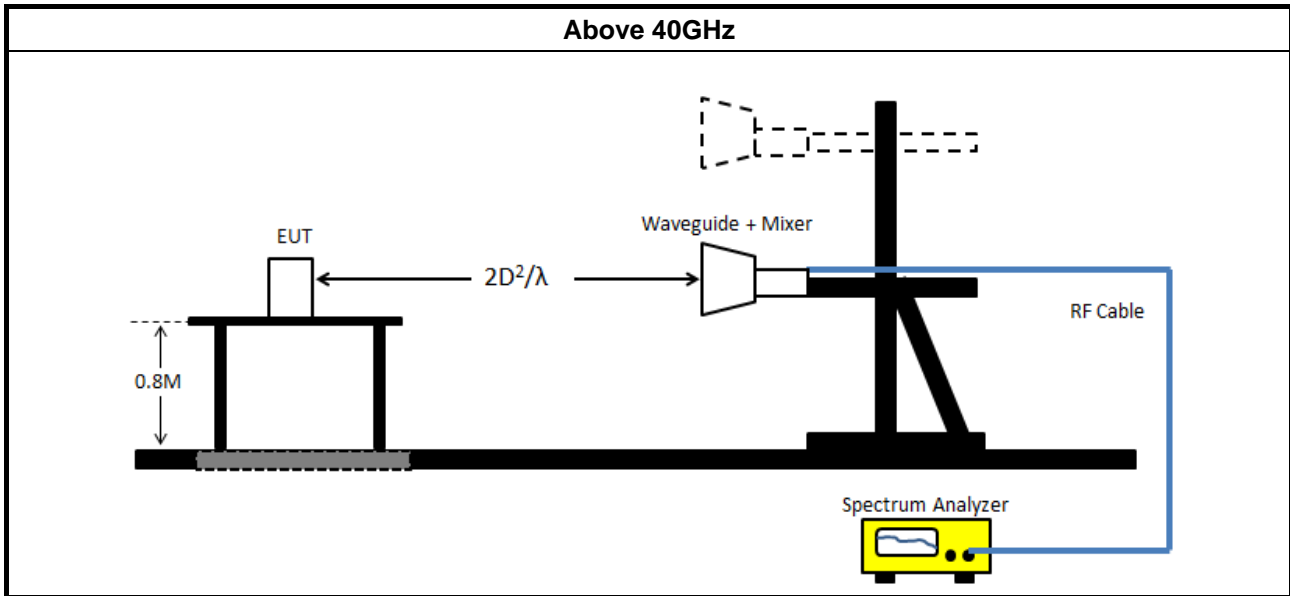 Above 40GHz
Waveguide + Mixer
EUT
2D²/λ
RF Cable
0.8M
Spectrum Analyzer